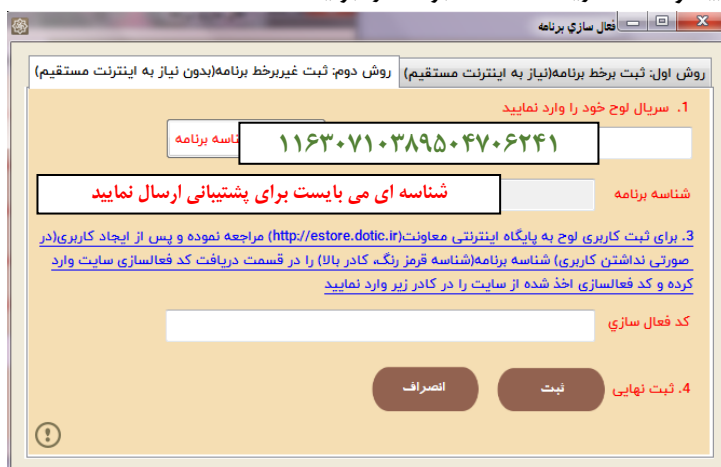 فعال سازي برنامه
روش اول: ثبت برخط برنامه(نیاز به اینترنت مستقیم)
روش دوم: ثبت غیربرخط برنامه(بدون نیاز به اینترنت مستقیم)
1. سریال لوح خود را وارد نمایید
۱۱۶۳۰۷۱۰۳۸۹۵۰۴۷۰۶۲۴۱
ناسه برنامه
شناسه برنامه
شناسه ای می بایست برای پشتیبانی ارسال نمایید
3. برای ثبت کاربری لوح به پایگاه اینترنتی معاونت(http://estore.dotic.ir) مراجعه نموده و پس از ایجاد کاربری(در
صورتی نداشتن کاربری) شناسه برنامه(شناسه قرمز رنگ، کادر بالا) را در قسمت دریافت کد فعالسازی سایت وارد
کرده و کد فعالسازی اخذ شده از سایت را در کادر زیر وارد نمایید
کد فعال سازي
4. ثبت نهایی
ثبت
انصراف